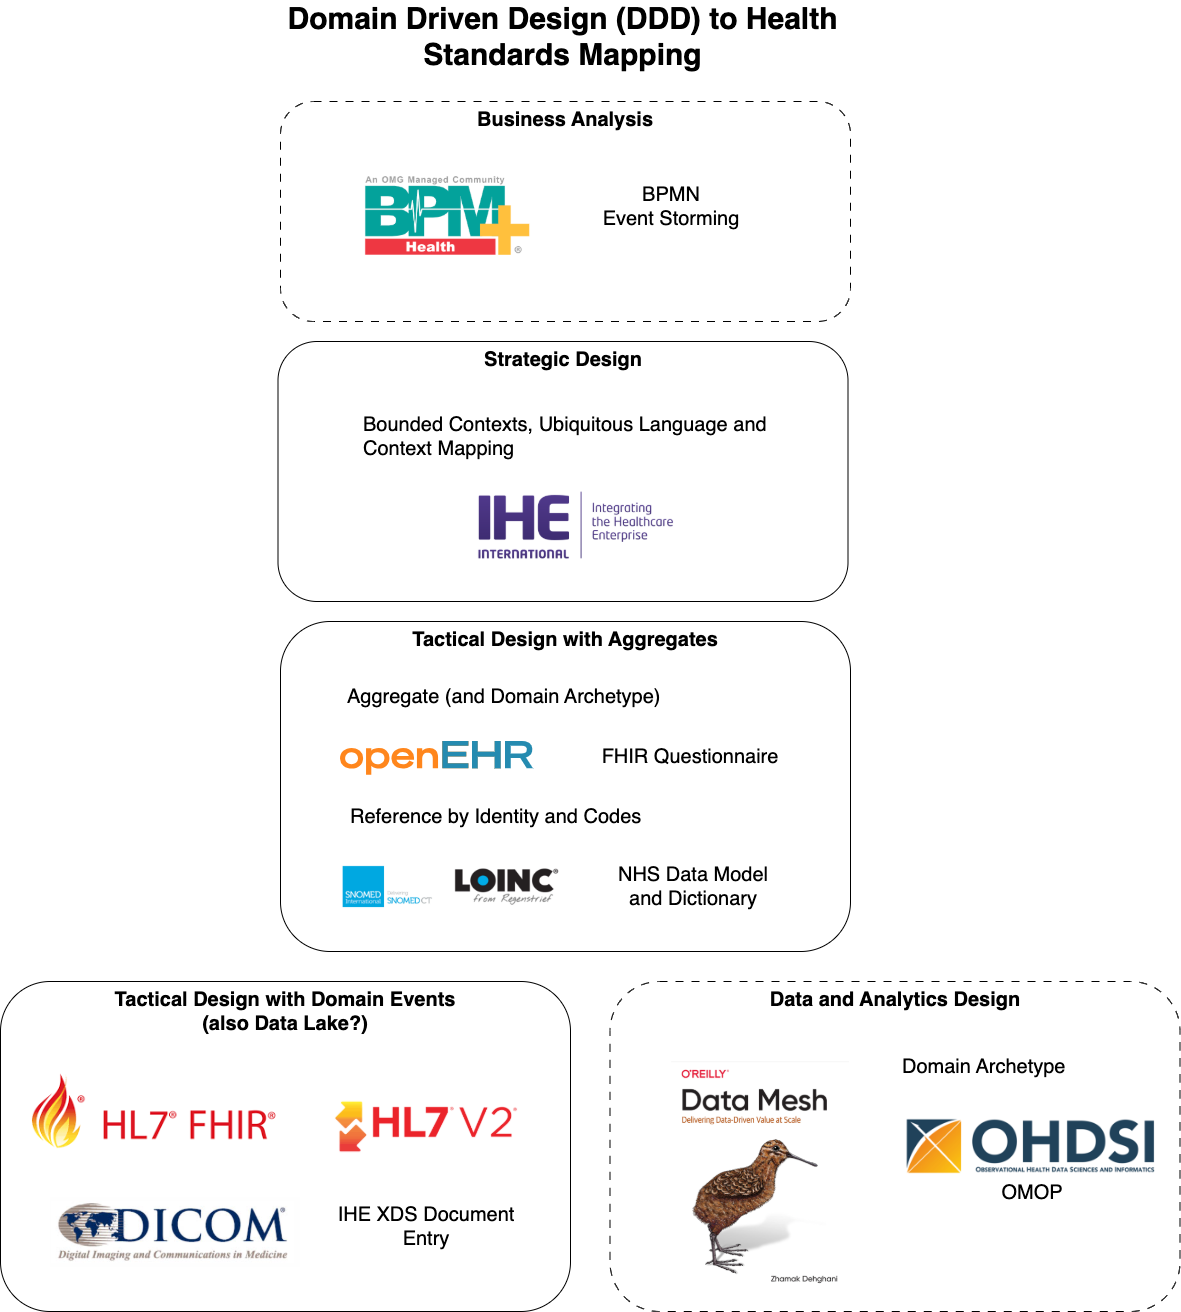 Domain Driven Design (DDD) to Health
Standards Mapping
Business Analysis
An OMG Managed Community
BPM+
Health
®
BPMN
Event Storming
Strategic Design
Bounded Contexts, Ubiquitous Language and
Context Mapping
IHE
INTERNATIONAL
Integrating
the Healthcare
Enterprise
Tactical Design with Aggregates
Aggregate (and Domain Archetype)
openEHR
FHIR Questionnaire
Reference by Identity and Codes
SNOMED
International
Delivering
SNOMED CT
LOINC®
from Regenstrief
NHS Data Model
and Dictionary
Tactical Design with Domain Events
(also Data Lake?)
® HL7® FHIR®
HL7® V2®
DICOM®
Digital Imaging and Communications in Medicine
IHE XDS Document
Entry
Data and Analytics Design
O'REILLY®
Data Mesh
Delivering Data-Driven Value at Scale
Zhamak Dehghani
Domain Archetype
OHDSI
OBSERVATIONAL HEALTH DATA SCIENCES AND INFORMATICS
OMOP